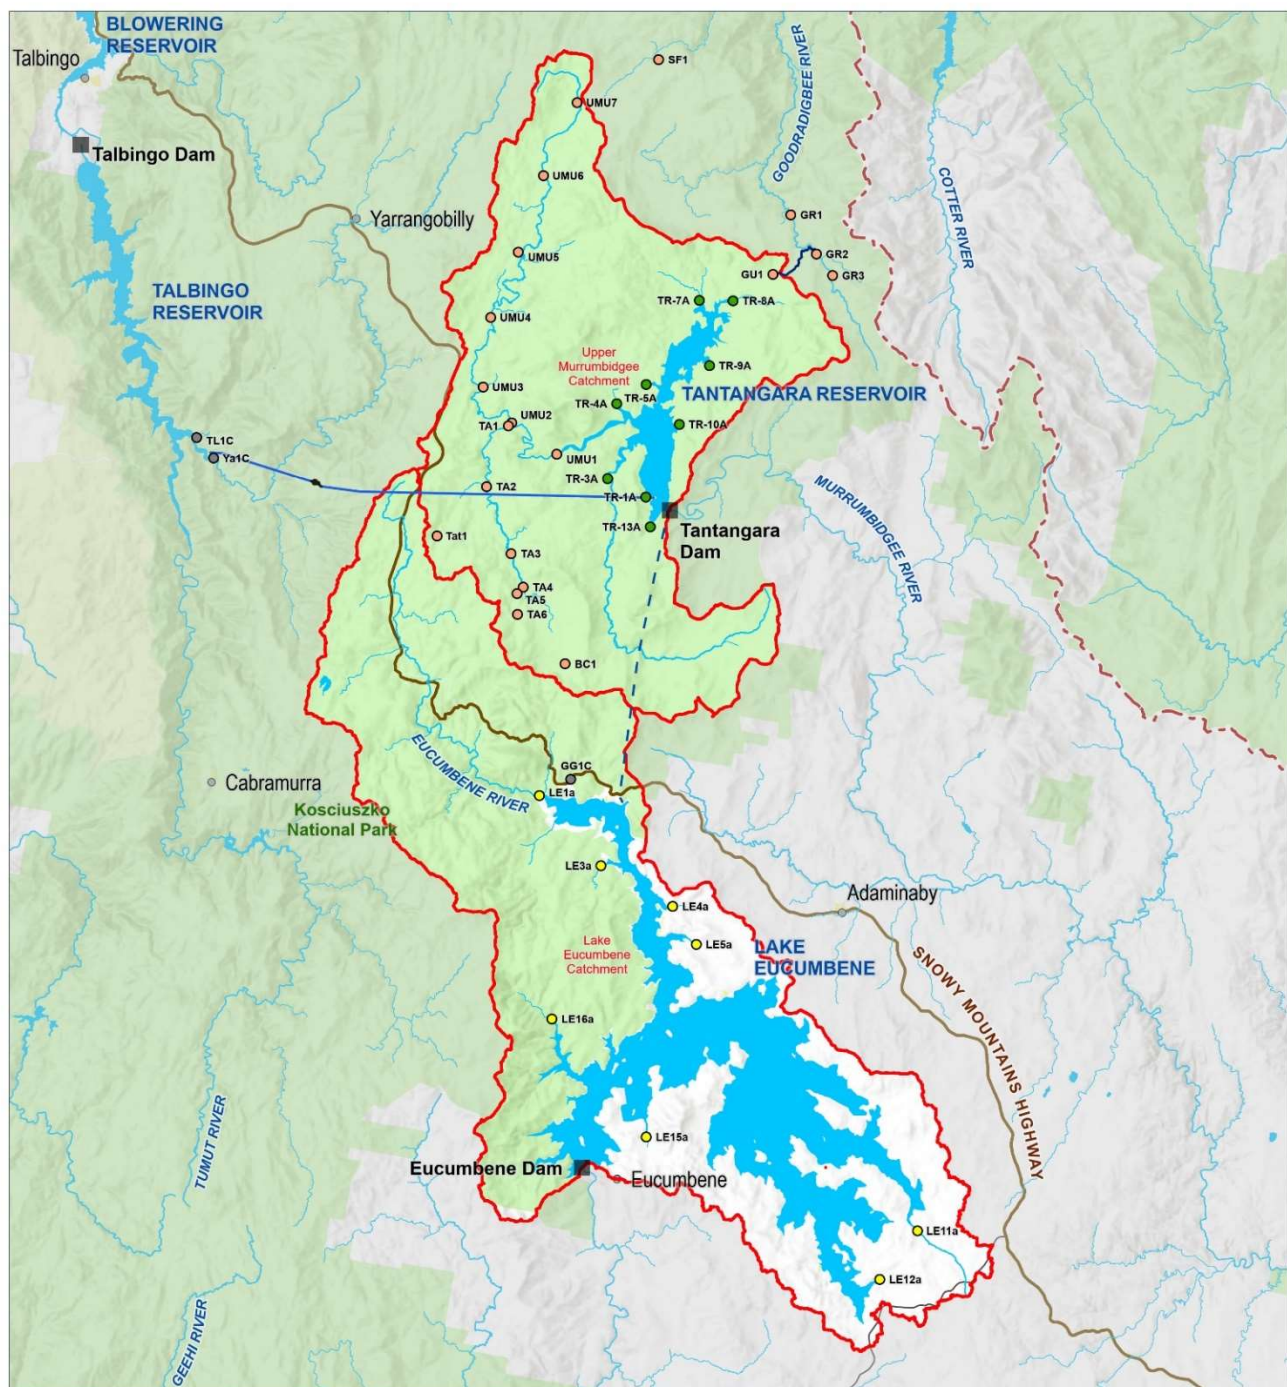 BLOWERING
RESERVOIR
Talbingo
SF1
UMU7
GOODRADIGBEE RIVER
Talbingo Dam
COTTER RIVER
UMU6
Yarrangobilly
GR1
UMU5
GR2
GU1
GR3
TALBINGO
RESERVOIR
TR-7A
TR-8A
UMU4
Upper
Murrumbidgee
Catchment
TR-9A
UMU3
TR-5A
TANTANGARA RESERVOIR
TR-4A
UMU2
TA1
TR-10A
TL1C
Ya1C
UMU1
TR-3A
MURRUMBIDGEE RIVER
TA2
TR-1A
TR-13A
Tantangara
Dam
Tat1
TA3
TA4
TA5
TA6
BC1
EUCUMBENE RIVER
GG1C
Cabramurra
LE1a
Kosciuszko
National Park
LE3a
Adaminaby
LE4a
LE5a
LAKE
EUCUMBENE
Lake
Eucumbene
Catchment
SNOWY MOUNTAINS HIGHWAY
LE16a
TUMUT RIVER
LE15a
Eucumbene Dam
Eucumbene
LE11a
LE12a
GEEHI RIVER